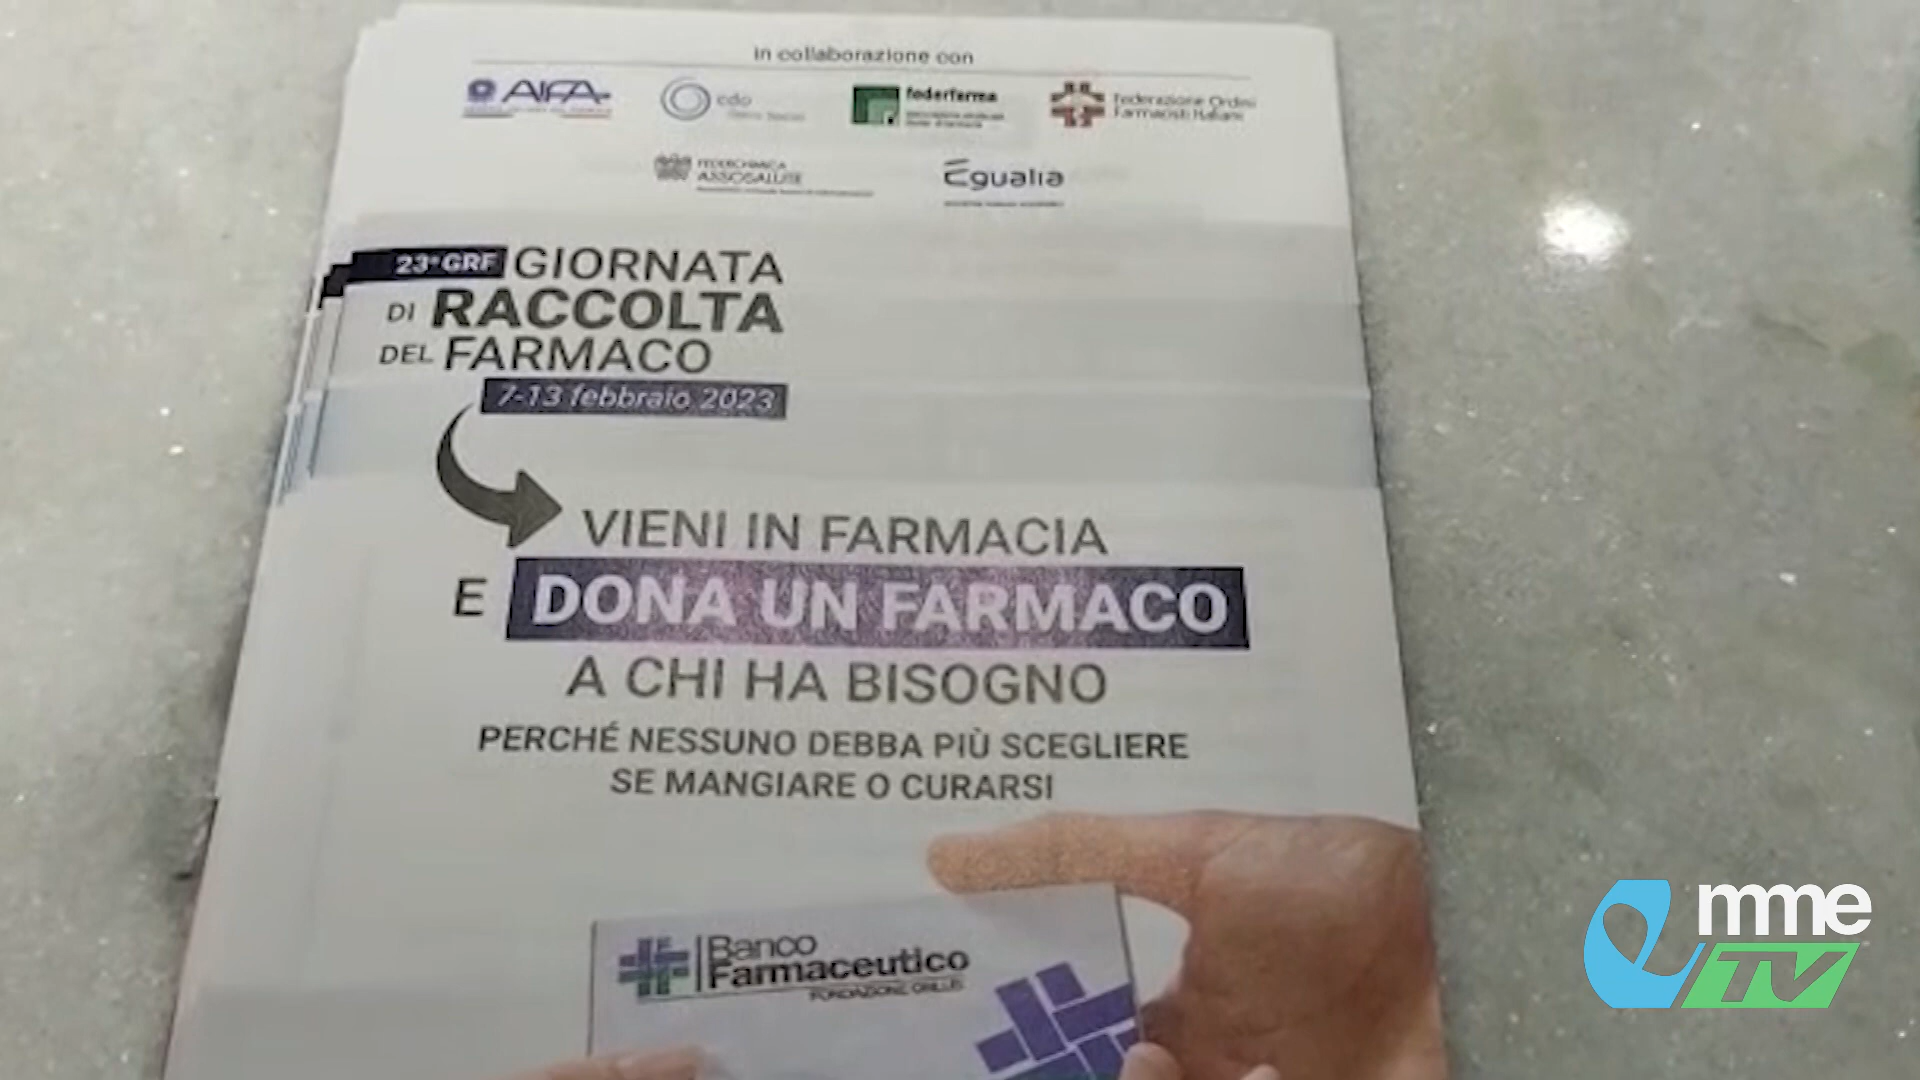 In collaborazione con
AIFA
cdo
federfarma
Federazione Ordini
Farmacisti Italiani
FEDERCHIMICA
ASSOSALUTE
Egualia
23ª GRF GIORNATA
DI RACCOLTA
DEL FARMACO
7-13 febbraio 2023
VIENI IN FARMACIA
E DONA UN FARMACO
A CHI HA BISOGNO
PERCHÉ NESSUNO DEBBA PIÙ SCEGLIERE
SE MANGIARE O CURARSI
Banco
Farmaceutico
FONDAZIONE ONLUS
emme
TV